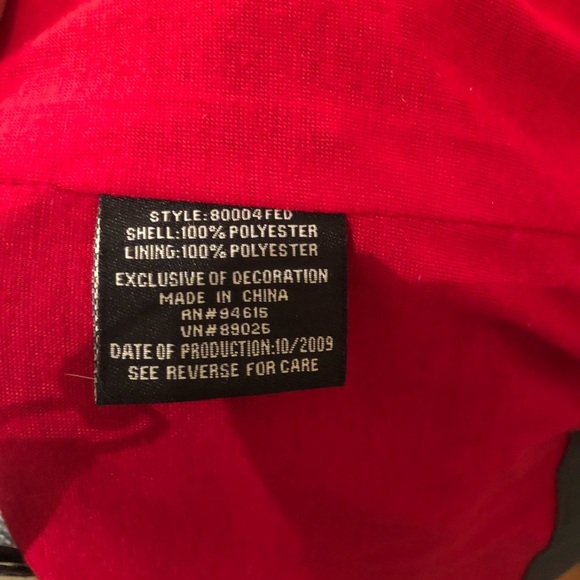 STYLE:80004FED
SHELL:100% POLYESTER
LINING:100% POLYESTER
EXCLUSIVE OF DECORATION
MADE IN CHINA
RN#94615
VN#89026
DATE OF PRODUCTION:10/2009
SEE REVERSE FOR CARE